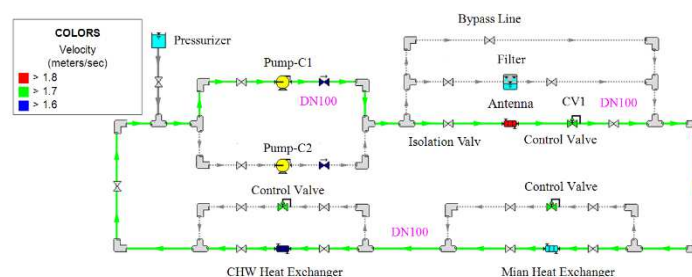 COLORS
Velocity
(meters/sec)
> 1.8
> 1.7
> 1.6
Pressurizer
Pump-C1
DN100
Pump-C2
Bypass Line
Filter
Antenna
CV1
DN100
Isolation Valv
Control Valve
Control Valve
DN100
Control Valve
CHW Heat Exchanger
Mian Heat Exchanger